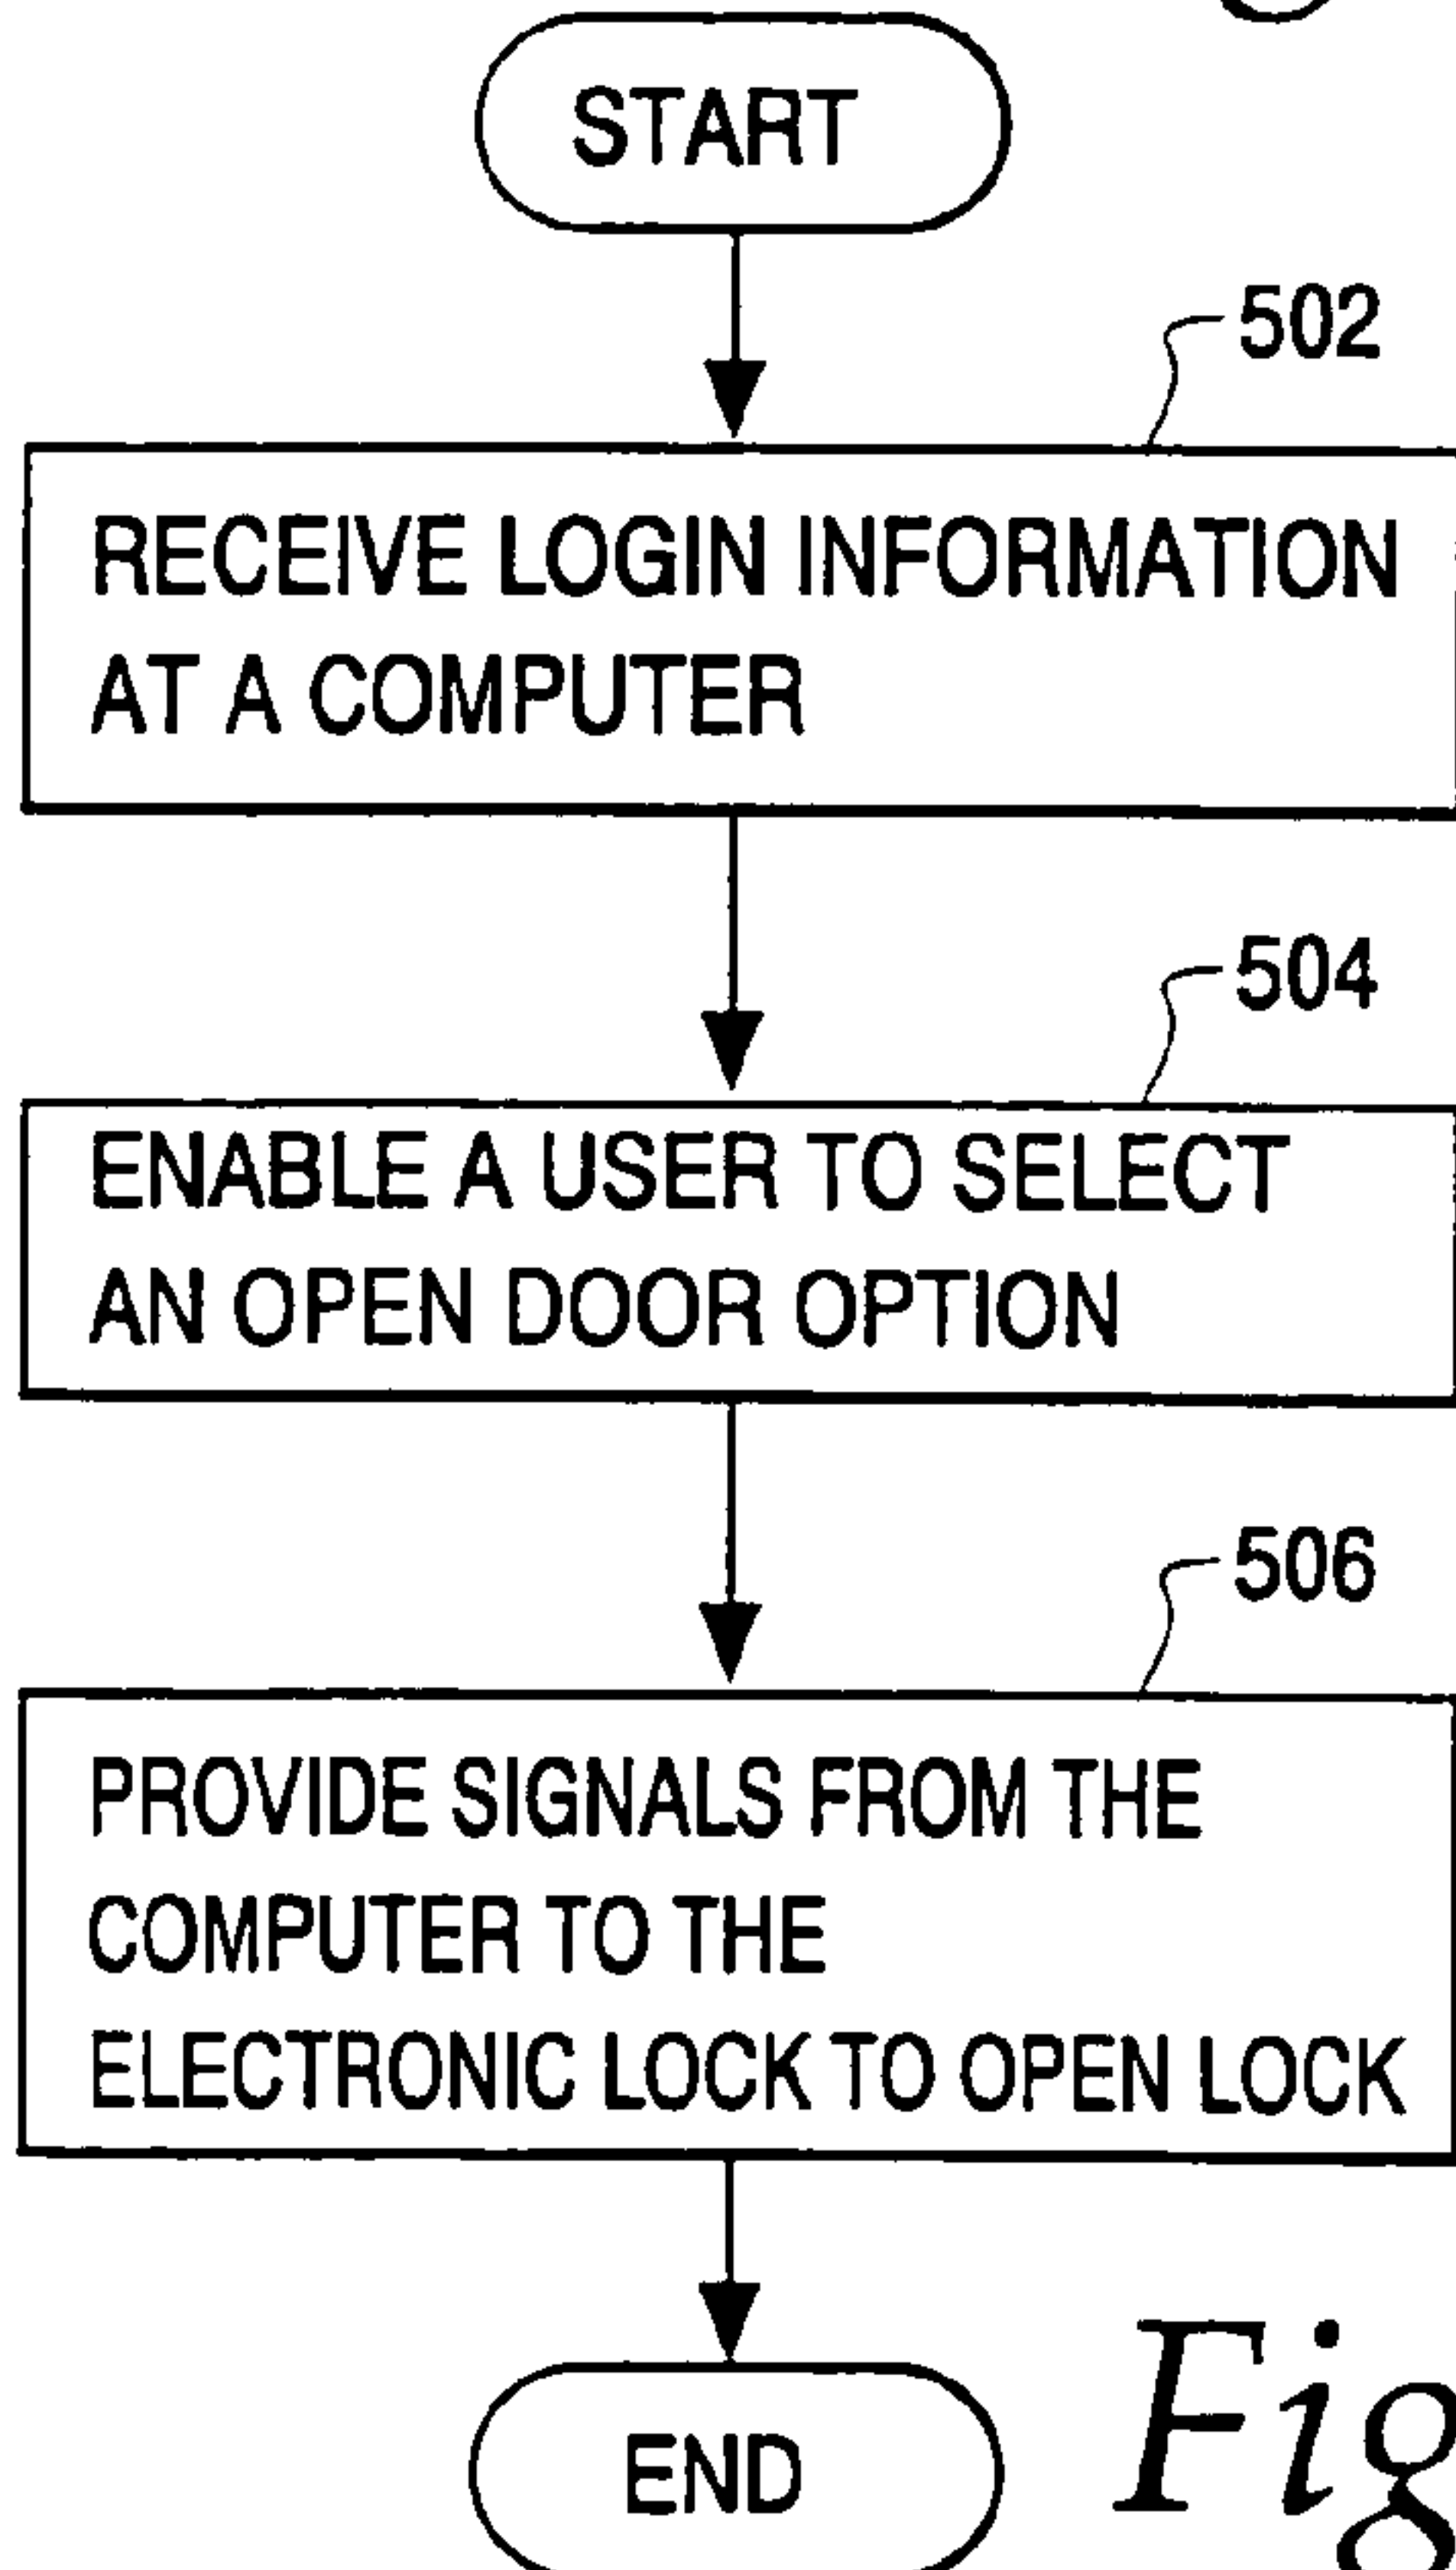 START
502
RECEIVE LOGIN INFORMATION
AT A COMPUTER
504
ENABLE A USER TO SELECT
AN OPEN DOOR OPTION
506
PROVIDE SIGNALS FROM THE
COMPUTER TO THE
ELECTRONIC LOCK TO OPEN LOCK
END
Fig